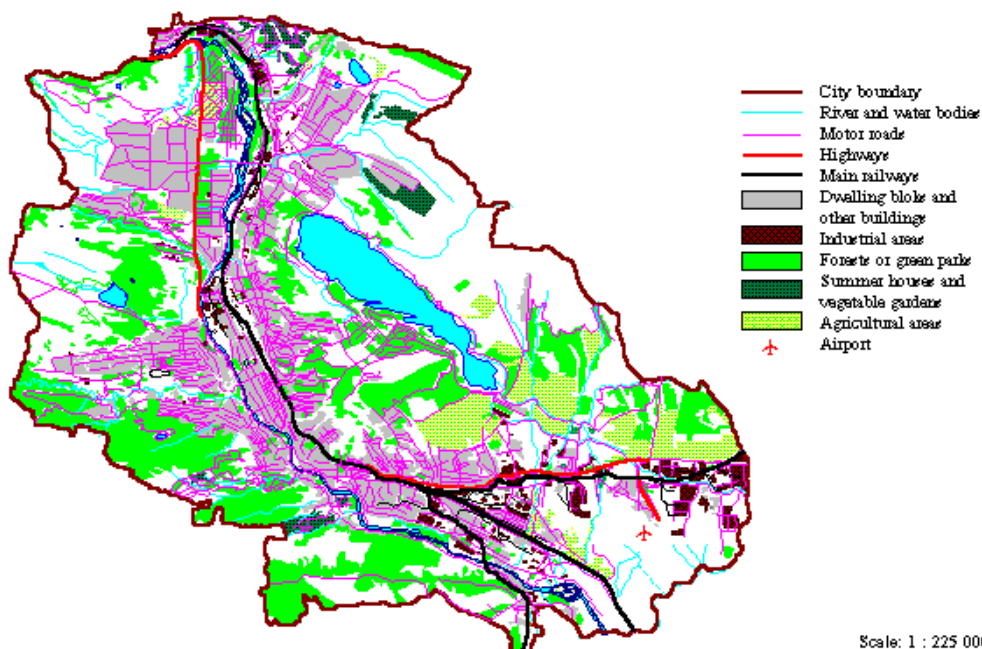 City boundary
River and water bodies
Motor roads
Highways
Main railways
Dwelling bloks and
other buildings
Industrial areas
Forests or green parks
Summer houses and
vegetable gardens
Agricultural areas
Airport
Scale: 1 : 225 000